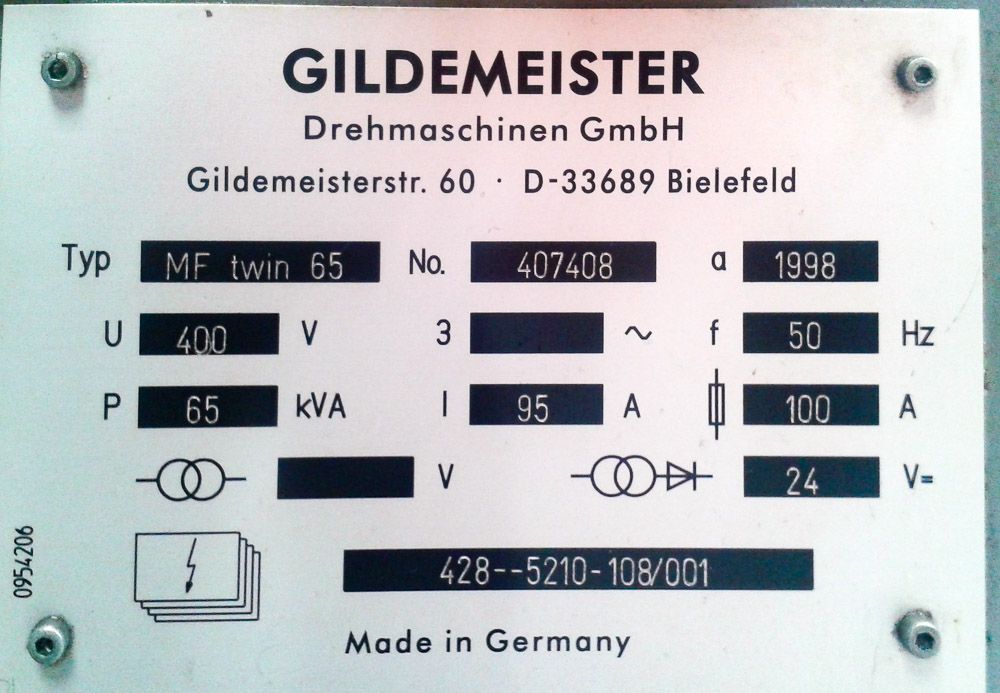 GILDEMEISTER
Drehmaschinen GmbH
Gildemeisterstr. 60 · D-33689 Bielefeld
Typ MF twin 65 No. 407408 a 1998
U 400 V 3 ~ f 50 Hz
P 65 kVA I 95 A 100 A
V 24 V=
428--5210-108/001
Made in Germany
0954206